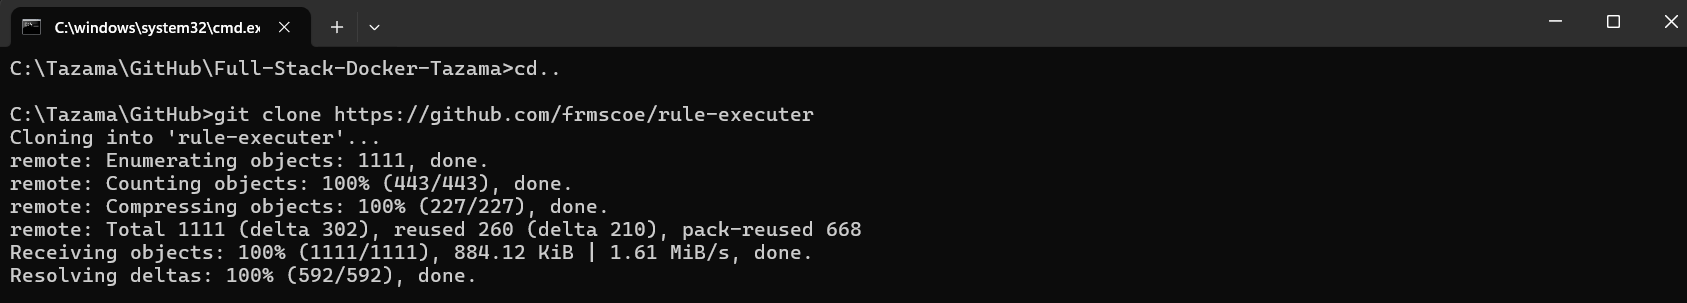 C:\windows\system32\cmd.ex
C:\Tazama\GitHub\Full-Stack-Docker-Tazama>cd..
C:\Tazama\GitHub>git clone https://github.com/frmscoe/rule-executer
Cloning into 'rule-executer'...
remote: Enumerating objects: 1111, done.
remote: Counting objects: 100% (443/443), done.
remote: Compressing objects: 100% (227/227), done.
remote: Total 1111 (delta 302), reused 260 (delta 210), pack-reused 668
Receiving objects: 100% (1111/1111), 884.12 KiB | 1.61 MiB/s, done.
Resolving deltas: 100% (592/592), done.